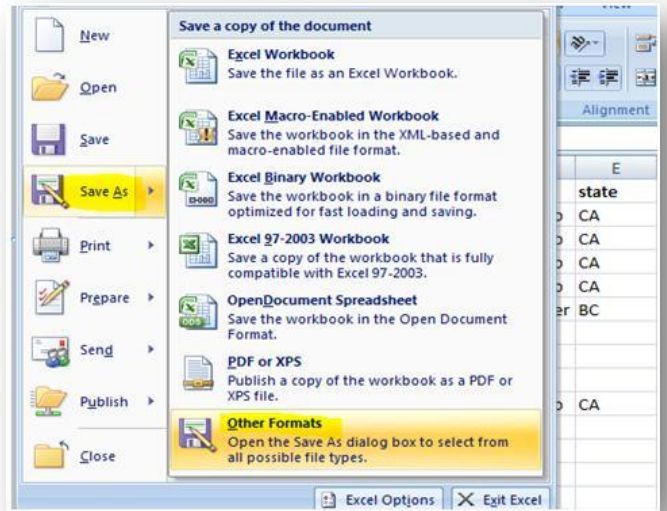 New
Open
Save
Save As
Print
Prepare
Send
Publish
Close
Save a copy of the document
Excel Workbook
Save the file as an Excel Workbook.
Excel Macro-Enabled Workbook
Save the workbook in the XML-based and
macro-enabled file format.
Excel Binary Workbook
Save the workbook in a binary file format
optimized for fast loading and saving.
Excel 97-2003 Workbook
Save a copy of the workbook that is fully
compatible with Excel 97-2003.
OpenDocument Spreadsheet
Save the workbook in the Open Document
Format.
PDF or XPS
Publish a copy of the workbook as a PDF or
XPS file.
Other Formats
Open the Save As dialog box to select from
all possible file types.
Excel Options
Exit Excel
Alignment
E
state
CA
CA
CA
CA
BC
CA